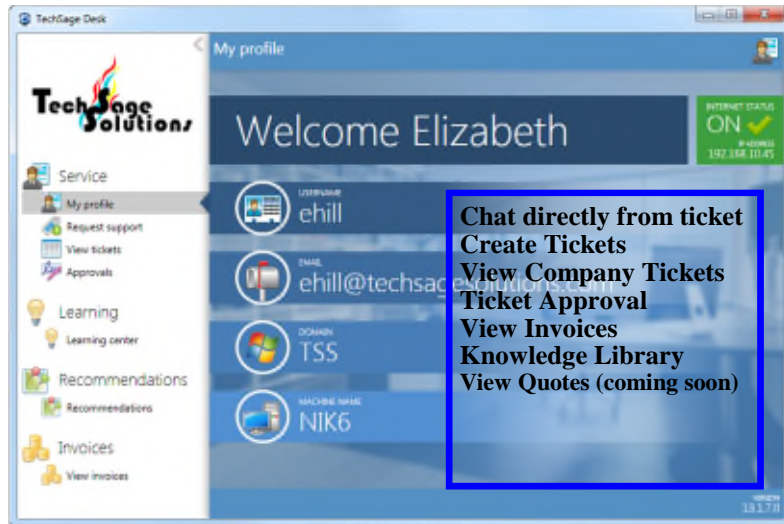 TechSage Desk
TechSage
Solutions
Service
My profile
Request support
View tickets
Approvals
Learning
Learning center
Recommendations
Recommendations
Invoices
View invoices
My profile
Welcome Elizabeth
INTERNET STATUS
ON
IP ADDRESS
192.168.10.45
USERNAME
ehill
EMAIL
ehill@techsagesolutions.com
DOMAIN
TSS
MACHINE NAME
NIK6
Chat directly from ticket
Create Tickets
View Company Tickets
Ticket Approval
View Invoices
Knowledge Library
View Quotes (coming soon)
VERSION